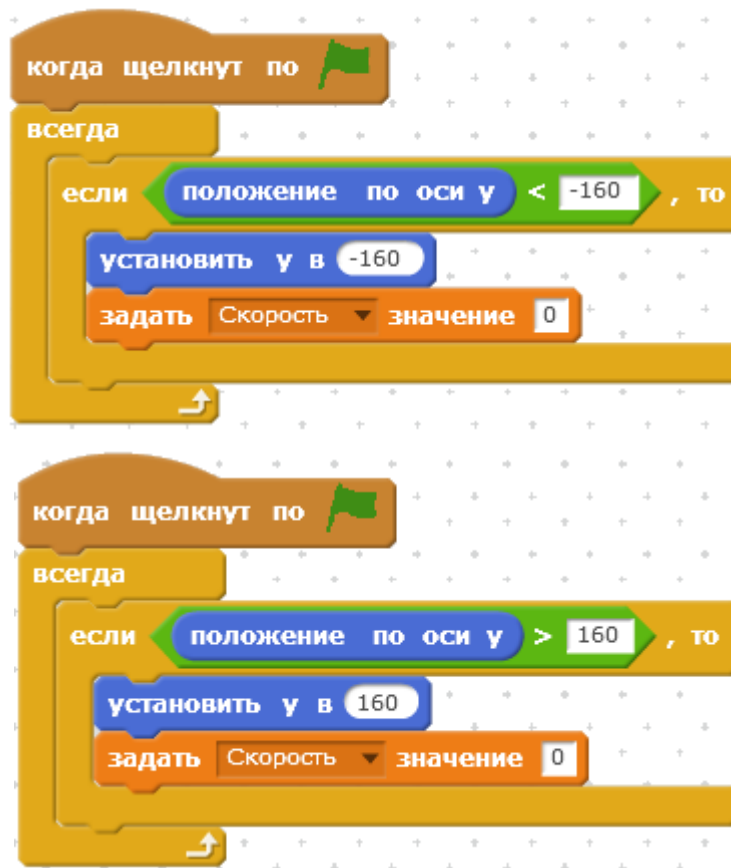 когда щелкнут по
всегда
если положение по оси y < -160 , то
установить y в -160
задать Скорость значение 0
когда щелкнут по
всегда
если положение по оси y > 160 , то
установить y в 160
задать Скорость значение 0